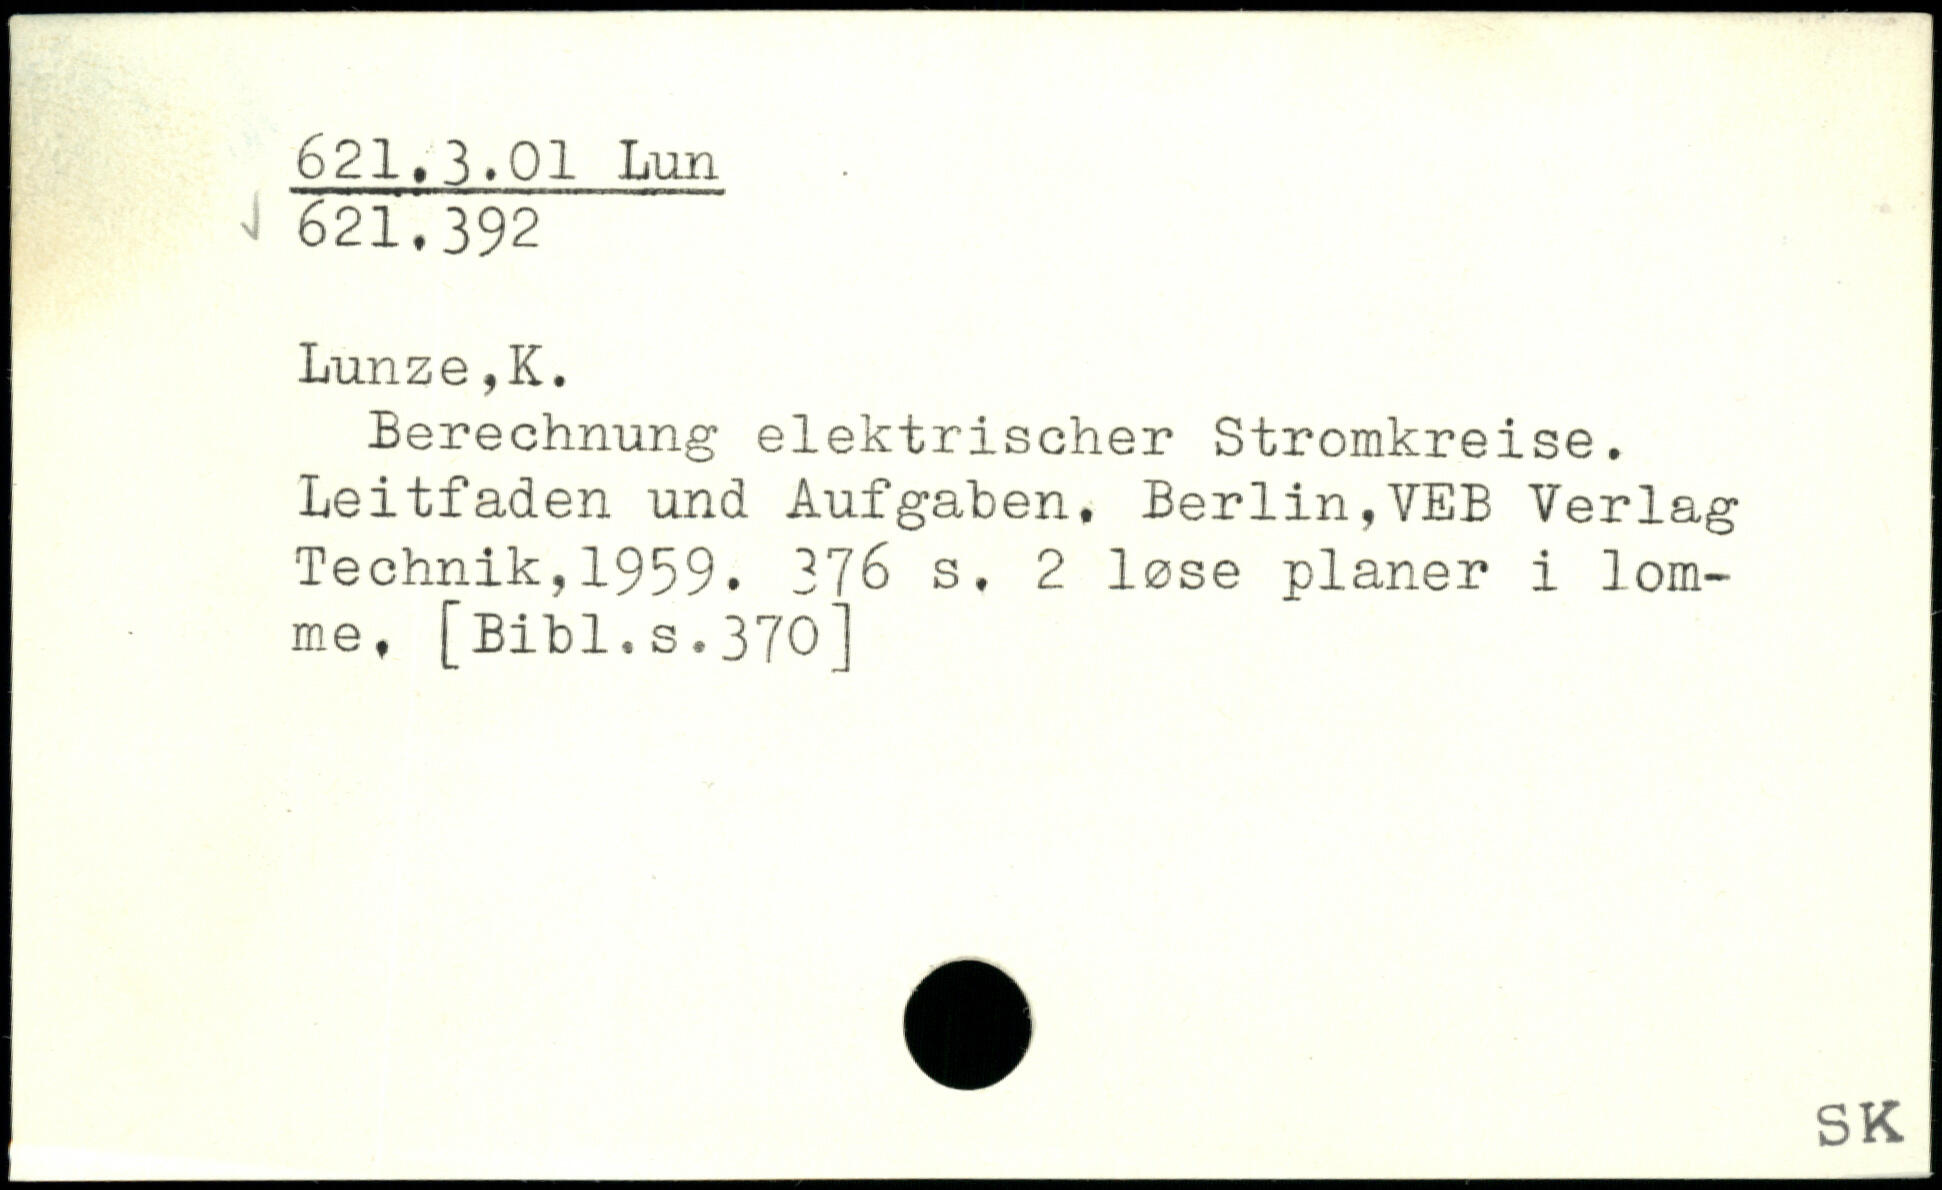 621.3.01 Lun
621.392
Lunze,K.
Berechnung elektrischer Stromkreise.
Leitfaden und Aufgaben. Berlin,VEB Verlag
Technik,1959. 376 s. 2 løse planer i lom-
me. [Bibl.s.370]
SK